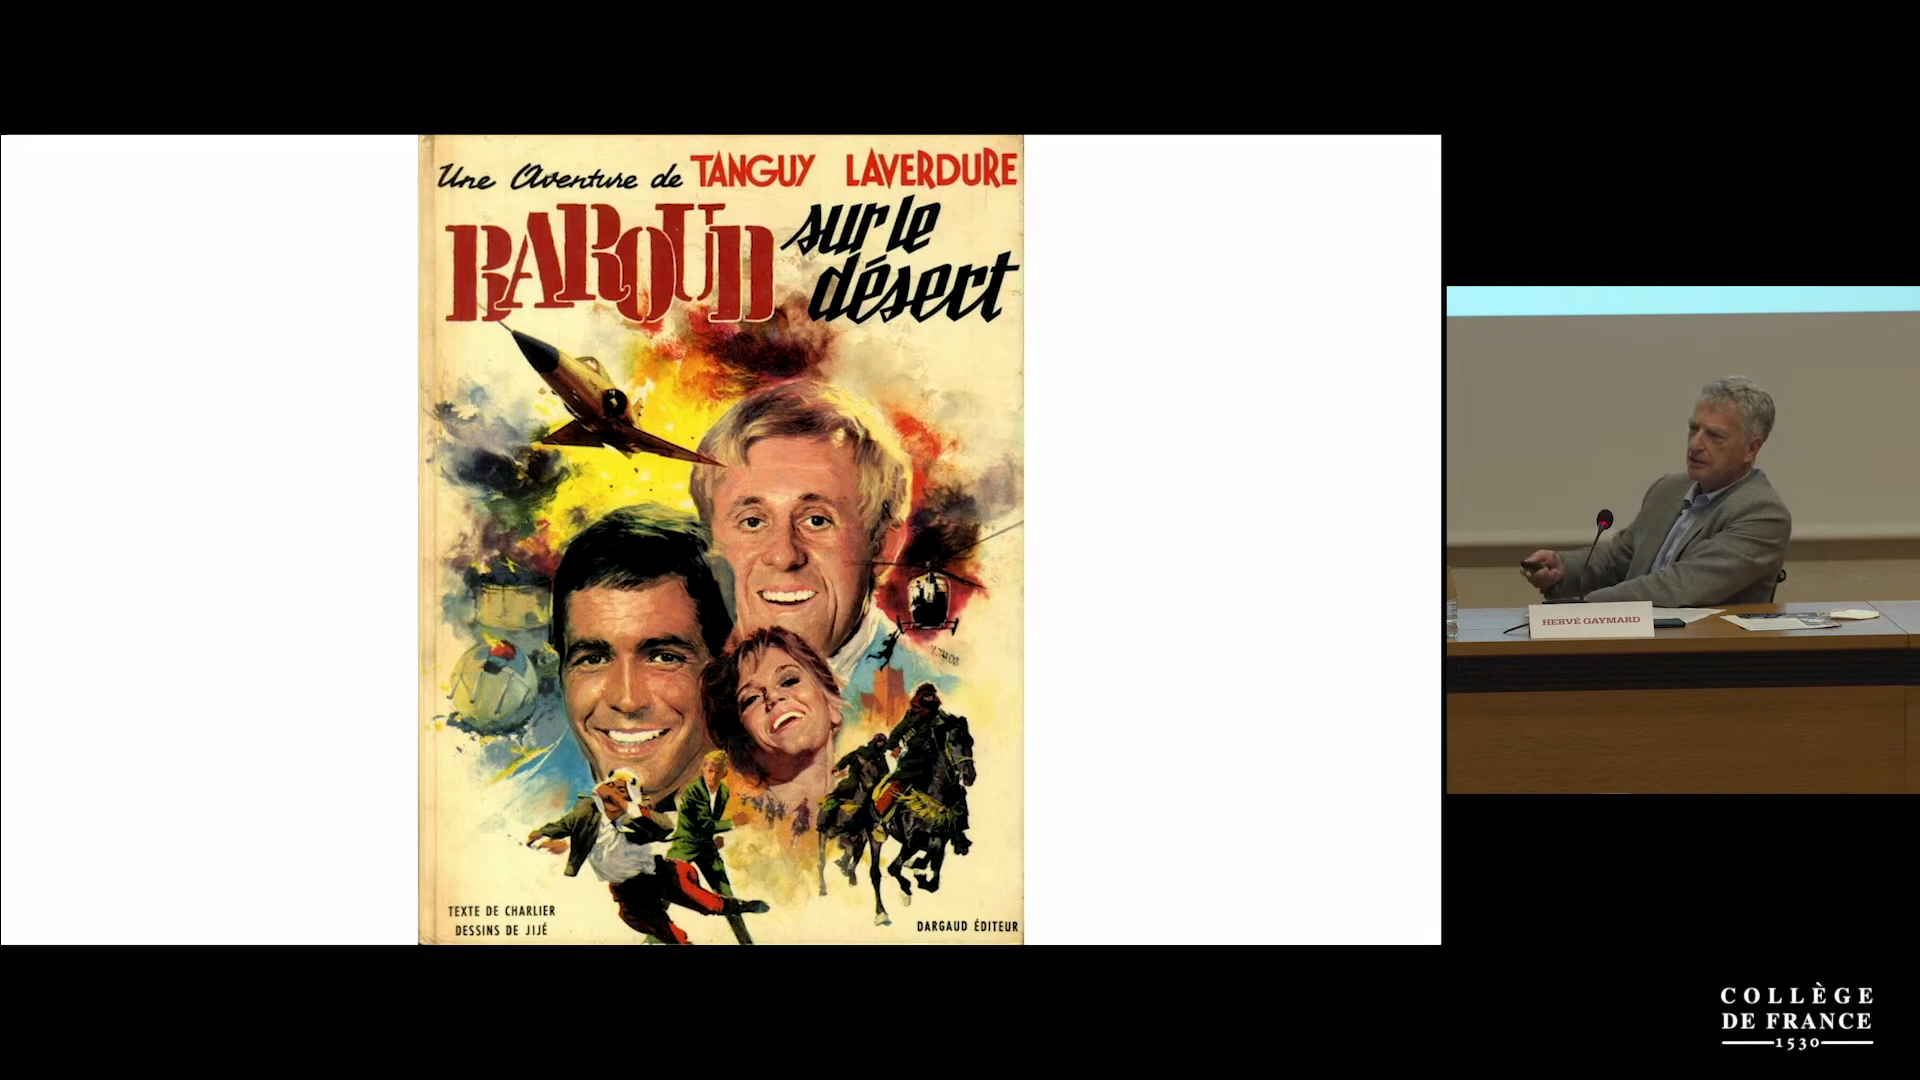 Une Aventure de TANGUY LAVERDURE
BAROUD sur le
désert
TEXTE DE CHARLIER
DESSINS DE JIJÉ
DARGAUD ÉDITEUR
HERVÉ GAYMARD
COLLÈGE
DE FRANCE
1530